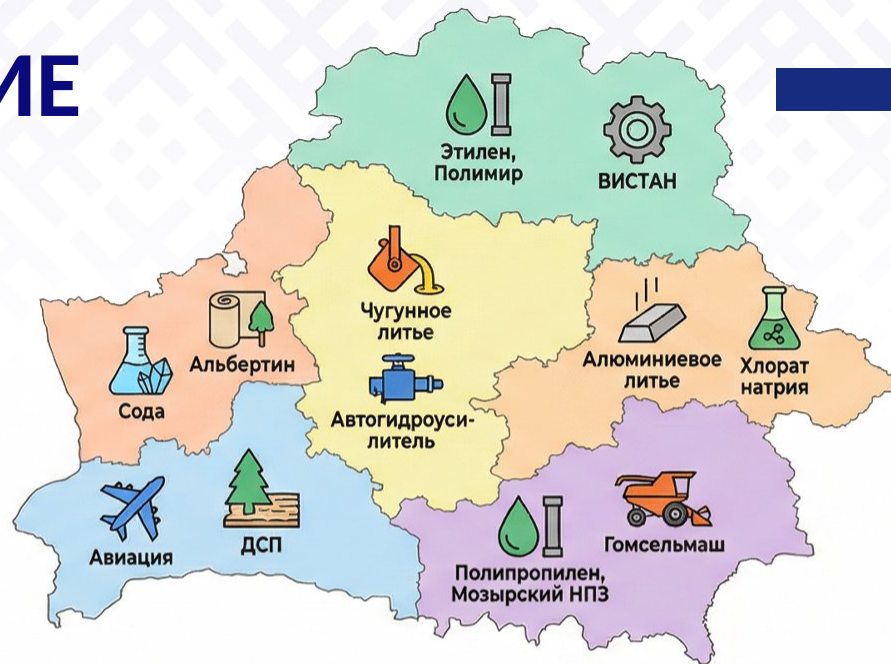 ИЕ
Этилен,
Полимир
ВИСТАН
Чугунное
литье
Альбертин
Сода
Автогидроуси-
литель
Алюминиевое
литье
Хлорат
натрия
Авиация
ДСП
Полипропилен,
Мозырский НПЗ
Гомсельмаш